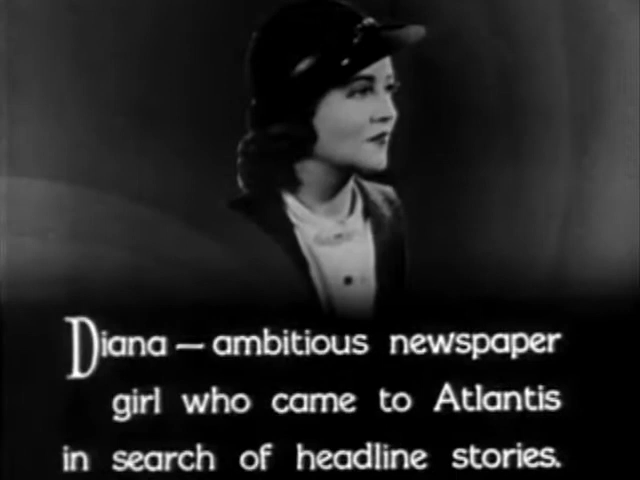 Diana — ambitious newspaper
girl who came to Atlantis
in search of headline stories.